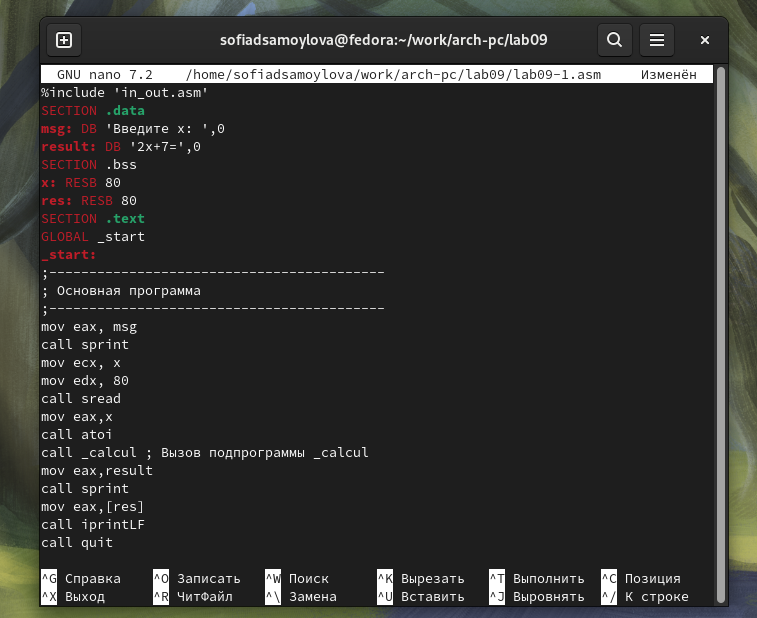 sofiadsamoylova@fedora:~/work/arch-pc/lab09
GNU nano 7.2 /home/sofiadsamoylova/work/arch-pc/lab09/lab09-1.asm Изменён
%include 'in_out.asm'
SECTION .data
msg: DB 'Введите x: ',0
result: DB '2x+7=',0
SECTION .bss
x: RESB 80
res: RESB 80
SECTION .text
GLOBAL _start
_start:
;------------------------------------------
; Основная программа
;------------------------------------------
mov eax, msg
call sprint
mov ecx, x
mov edx, 80
call sread
mov eax,x
call atoi
call _calcul ; Вызов подпрограммы _calcul
mov eax,result
call sprint
mov eax,[res]
call iprintLF
call quit
^G Справка ^O Записать ^W Поиск ^K Вырезать ^T Выполнить ^C Позиция
^X Выход ^R ЧитФайл ^\ Замена ^U Вставить ^J Выровнять ^/ К строке